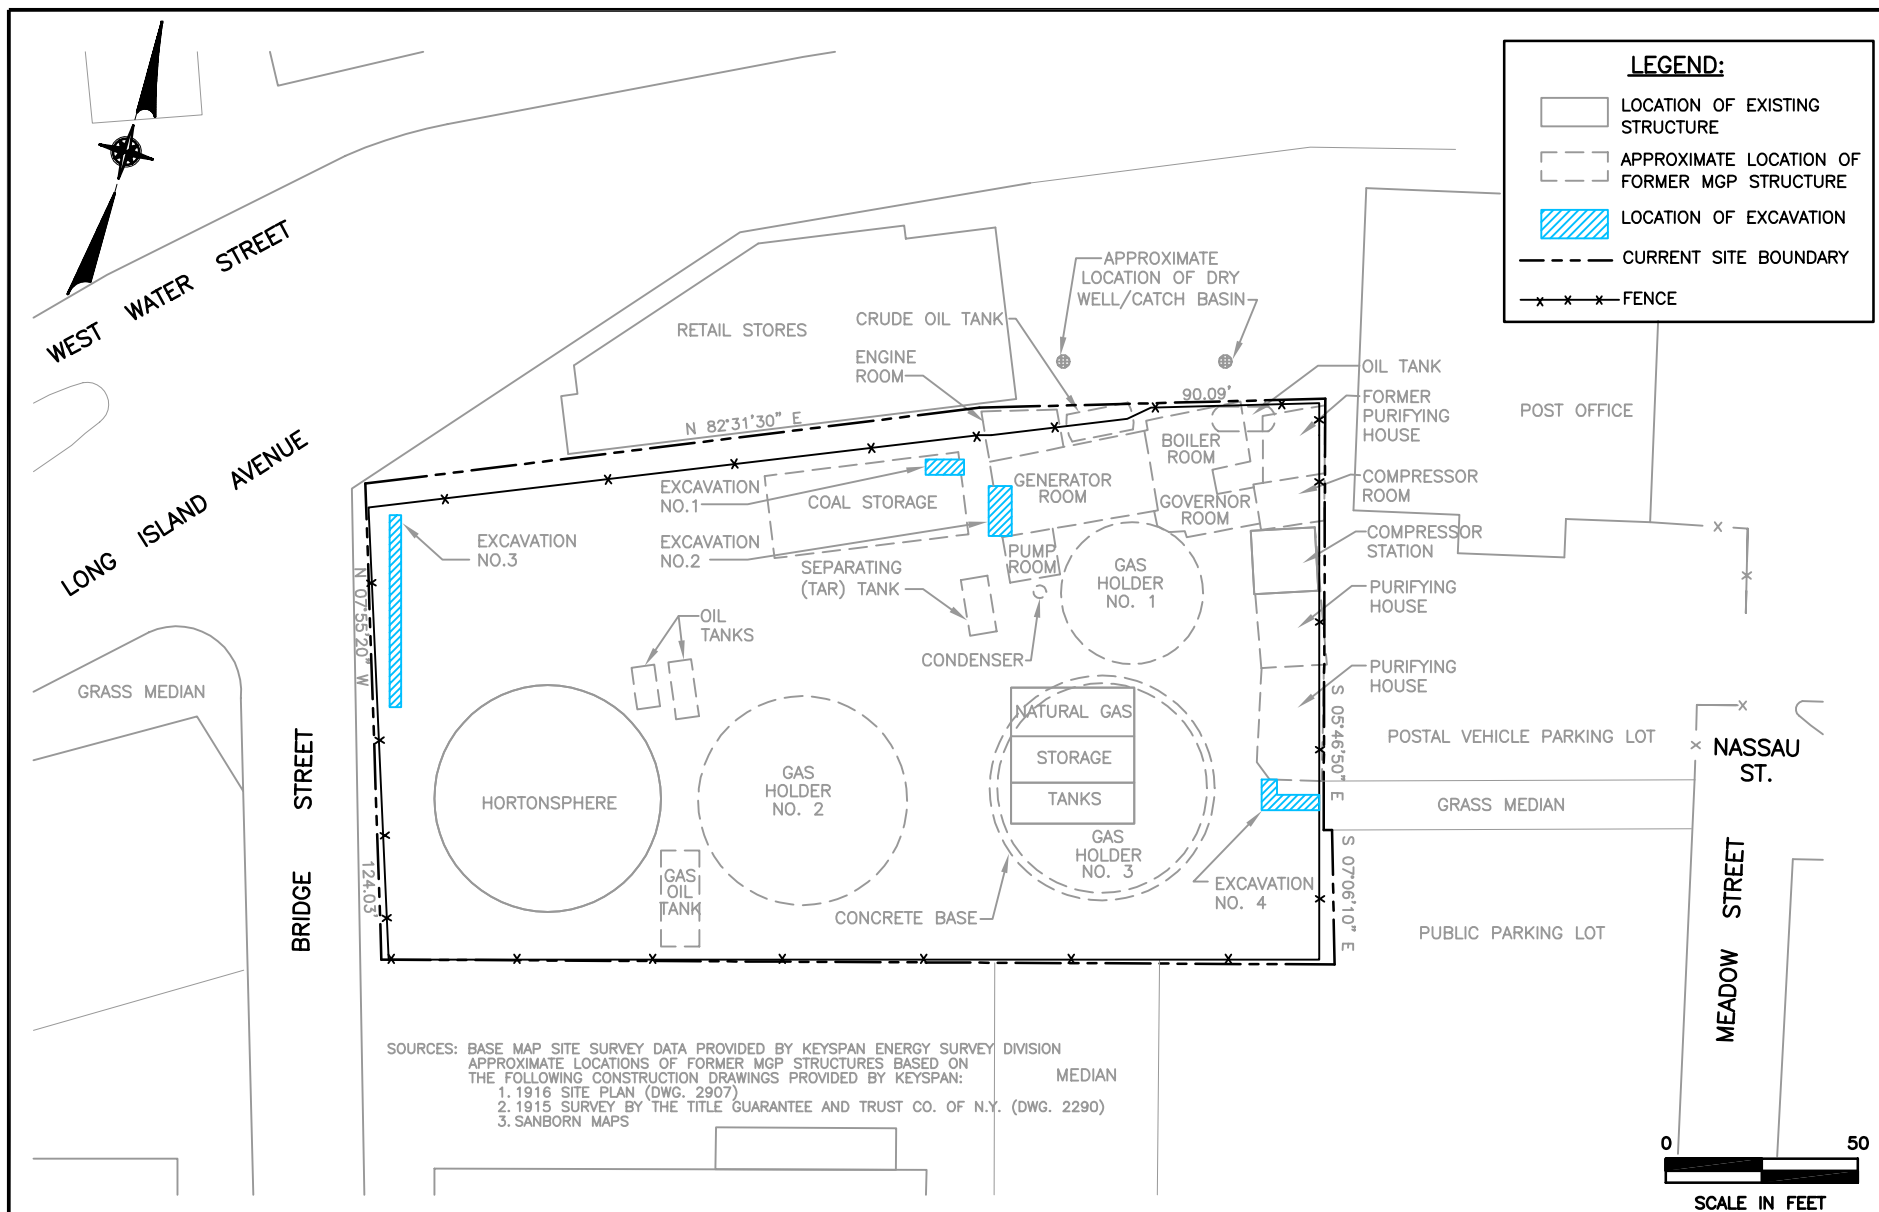 LEGEND:
LOCATION OF EXISTING
STRUCTURE
APPROXIMATE LOCATION OF
FORMER MGP STRUCTURE
LOCATION OF EXCAVATION
CURRENT SITE BOUNDARY
FENCE
WEST WATER STREET
LONG ISLAND AVENUE
RETAIL STORES
APPROXIMATE
LOCATION OF DRY
WELL/CATCH BASIN
CRUDE OIL TANK
ENGINE
ROOM
OIL TANK
FORMER
PURIFYING
HOUSE
POST OFFICE
N 82°31'30" E
90.09'
BOILER
ROOM
EXCAVATION
NO.1
COAL STORAGE
GENERATOR
ROOM
GOVERNOR
ROOM
COMPRESSOR
ROOM
EXCAVATION
NO.3
EXCAVATION
NO.2
PUMP
ROOM
COMPRESSOR
STATION
SEPARATING
(TAR) TANK
GAS
HOLDER
NO. 1
PURIFYING
HOUSE
N 07°55'20" W
OIL
TANKS
CONDENSER
PURIFYING
HOUSE
GRASS MEDIAN
NATURAL GAS
STORAGE
TANKS
S 05°46'50" E
POSTAL VEHICLE PARKING LOT
NASSAU
ST.
BRIDGE STREET
HORTONSPHERE
GAS
HOLDER
NO. 2
GRASS MEDIAN
GAS
HOLDER
NO. 3
124.03'
GAS
OIL
TANK
CONCRETE BASE
EXCAVATION
NO. 4
S 07°06'10" E
PUBLIC PARKING LOT
MEADOW STREET
SOURCES: BASE MAP SITE SURVEY DATA PROVIDED BY KEYSPAN ENERGY SURVEY DIVISION
APPROXIMATE LOCATIONS OF FORMER MGP STRUCTURES BASED ON
THE FOLLOWING CONSTRUCTION DRAWINGS PROVIDED BY KEYSPAN:
1. 1916 SITE PLAN (DWG. 2907)
2. 1915 SURVEY BY THE TITLE GUARANTEE AND TRUST CO. OF N.Y. (DWG. 2290)
3. SANBORN MAPS
MEDIAN
0 50
SCALE IN FEET